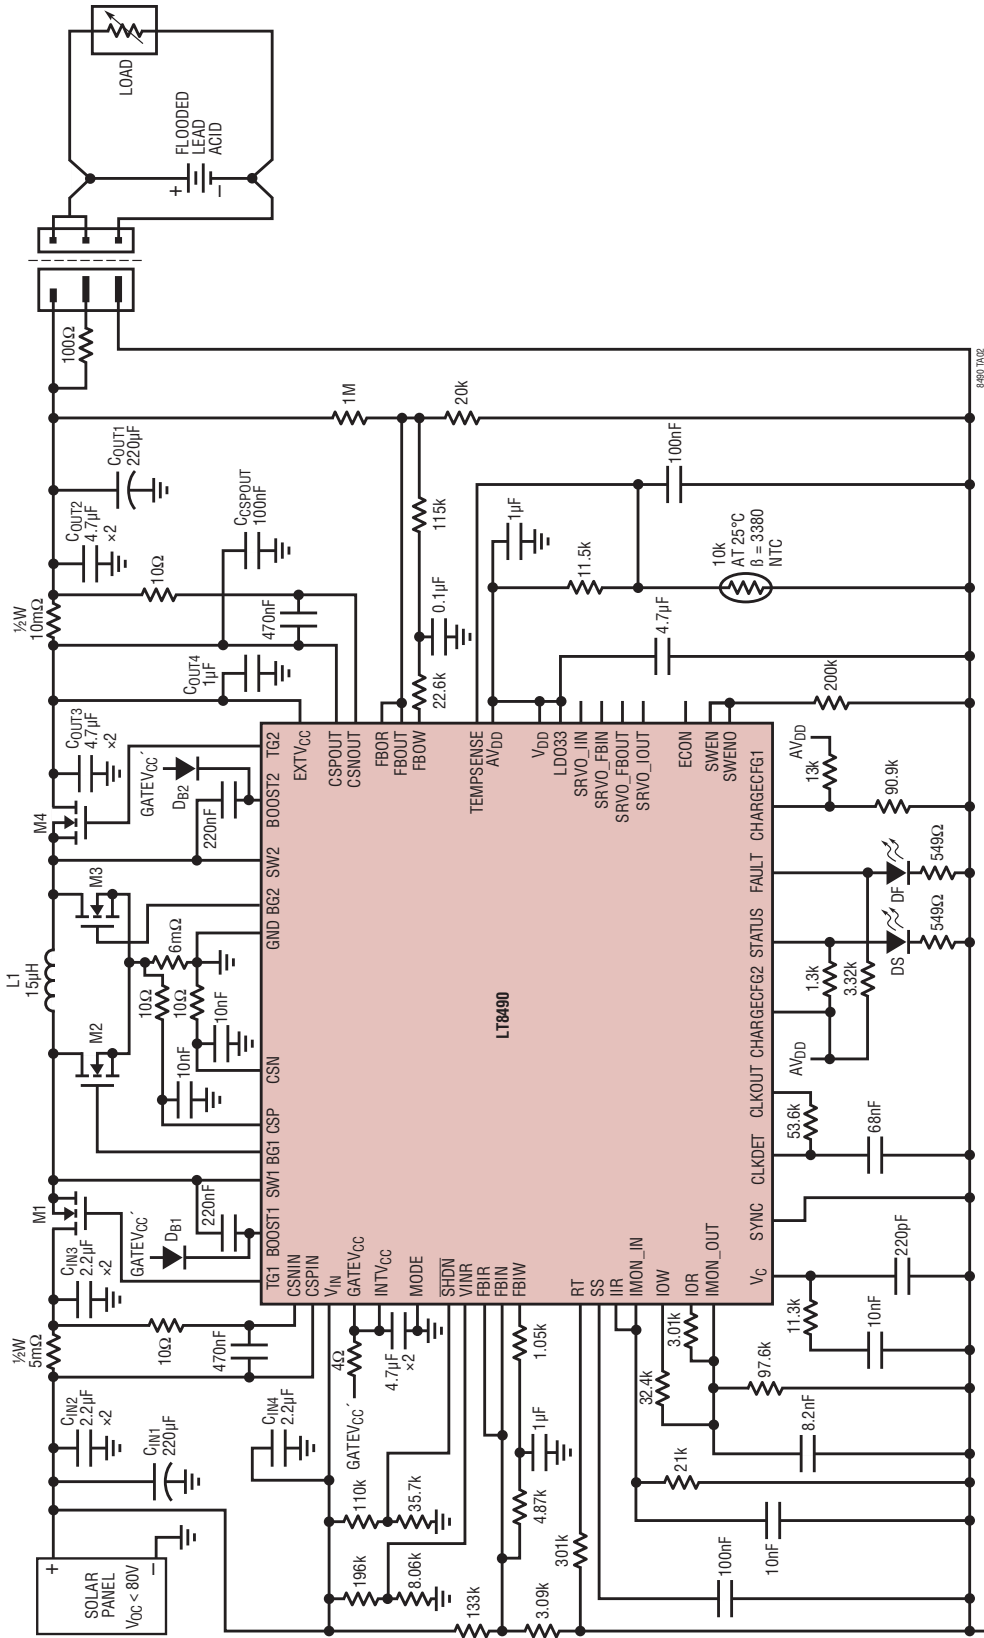 SOLAR
PANEL
VOC < 80V
+
−
CIN1
220µF
CIN2
2.2µF
×2
½W
5mΩ
CIN3
2.2µF
×2
M1
GATEVCC´
DB1
220nF
10Ω
470nF
CIN4
2.2µF
M2
L1
15µH
M3
10Ω
6mΩ
10Ω
10nF
10nF
M4
GATEVCC´
DB2
220nF
COUT3
4.7µF
×2
COUT4
1µF
½W
10mΩ
10Ω
470nF
COUT2
4.7µF
×2
COUT1
220µF
CCSPOUT
100nF
100Ω
LOAD
FLOODED
LEAD
ACID
+
−
TG1
BOOST1
SW1
BG1
CSP
CSN
GND
BG2
SW2
BOOST2
TG2
CSNIN
CSPIN
VIN
GATEVCC
INTVCC
MODE
SHDN
VINR
FBIR
FBIN
FBIW
RT
SS
IIR
IMON_IN
IOW
IOR
IMON_OUT
LT8490
EXTVCC
CSPOUT
CSNOUT
FBOR
FBOUT
FBOW
TEMPSENSE
AVDD
VDD
LDO33
SRVO_IN
SRVO_FBIN
SRVO_FBOUT
SRVO_IOUT
ECON
SWEN
SWENO
VC
SYNC
CLKDET
CLKOUT
CHARGECFG2
STATUS
FAULT
CHARGECFG1
GATEVCC´
4Ω
4.7µF
×2
110k
35.7k
196k
8.06k
1.05k
1µF
4.87k
133k
3.09k
301k
100nF
10nF
21k
32.4k
3.01k
97.6k
8.2nF
11.3k
10nF
220pF
53.6k
68nF
AVDD
1.3k
3.32k
DS
549Ω
DF
549Ω
AVDD
13k
90.9k
200k
4.7µF
11.5k
1µF
10k
AT 25°C
β = 3380
NTC
100nF
22.6k
0.1µF
115k
1M
20k
8490 TA02